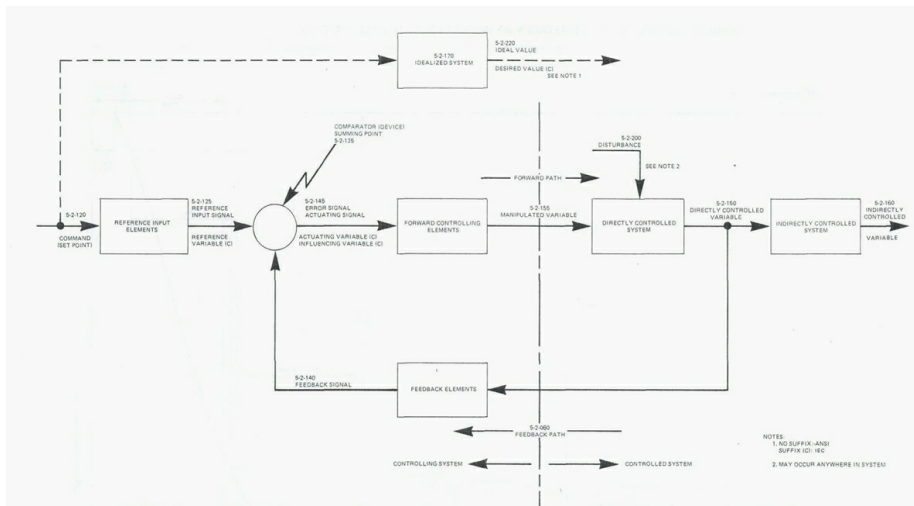 5-2-170
IDEALIZED SYSTEM
5-2-220
IDEAL VALUE
DESIRED VALUE (C)
SEE NOTE 1
COMPARATOR (DEVICE)
SUMMING POINT
5-2-135
5-2-200
DISTURBANCE
SEE NOTE 2
FORWARD PATH
5-2-120
COMMAND
(SET POINT)
REFERENCE INPUT
ELEMENTS
5-2-125
REFERENCE
INPUT SIGNAL
REFERENCE
VARIABLE (C)
5-2-145
ERROR SIGNAL
ACTUATING SIGNAL
ACTUATING VARIABLE (C)
INFLUENCING VARIABLE (C)
FORWARD CONTROLLING
ELEMENTS
5-2-155
MANIPULATED VARIABLE
DIRECTLY CONTROLLED
SYSTEM
5-2-150
DIRECTLY CONTROLLED
VARIABLE
INDIRECTLY CONTROLLED
SYSTEM
5-2-160
INDIRECTLY
CONTROLLED
VARIABLE
5-2-140
FEEDBACK SIGNAL
FEEDBACK ELEMENTS
5-2-060
FEEDBACK PATH
CONTROLLING SYSTEM
CONTROLLED SYSTEM
NOTES:
1. NO SUFFIX:-ANSI
SUFFIX (C): IEC
2. MAY OCCUR ANYWHERE IN SYSTEM